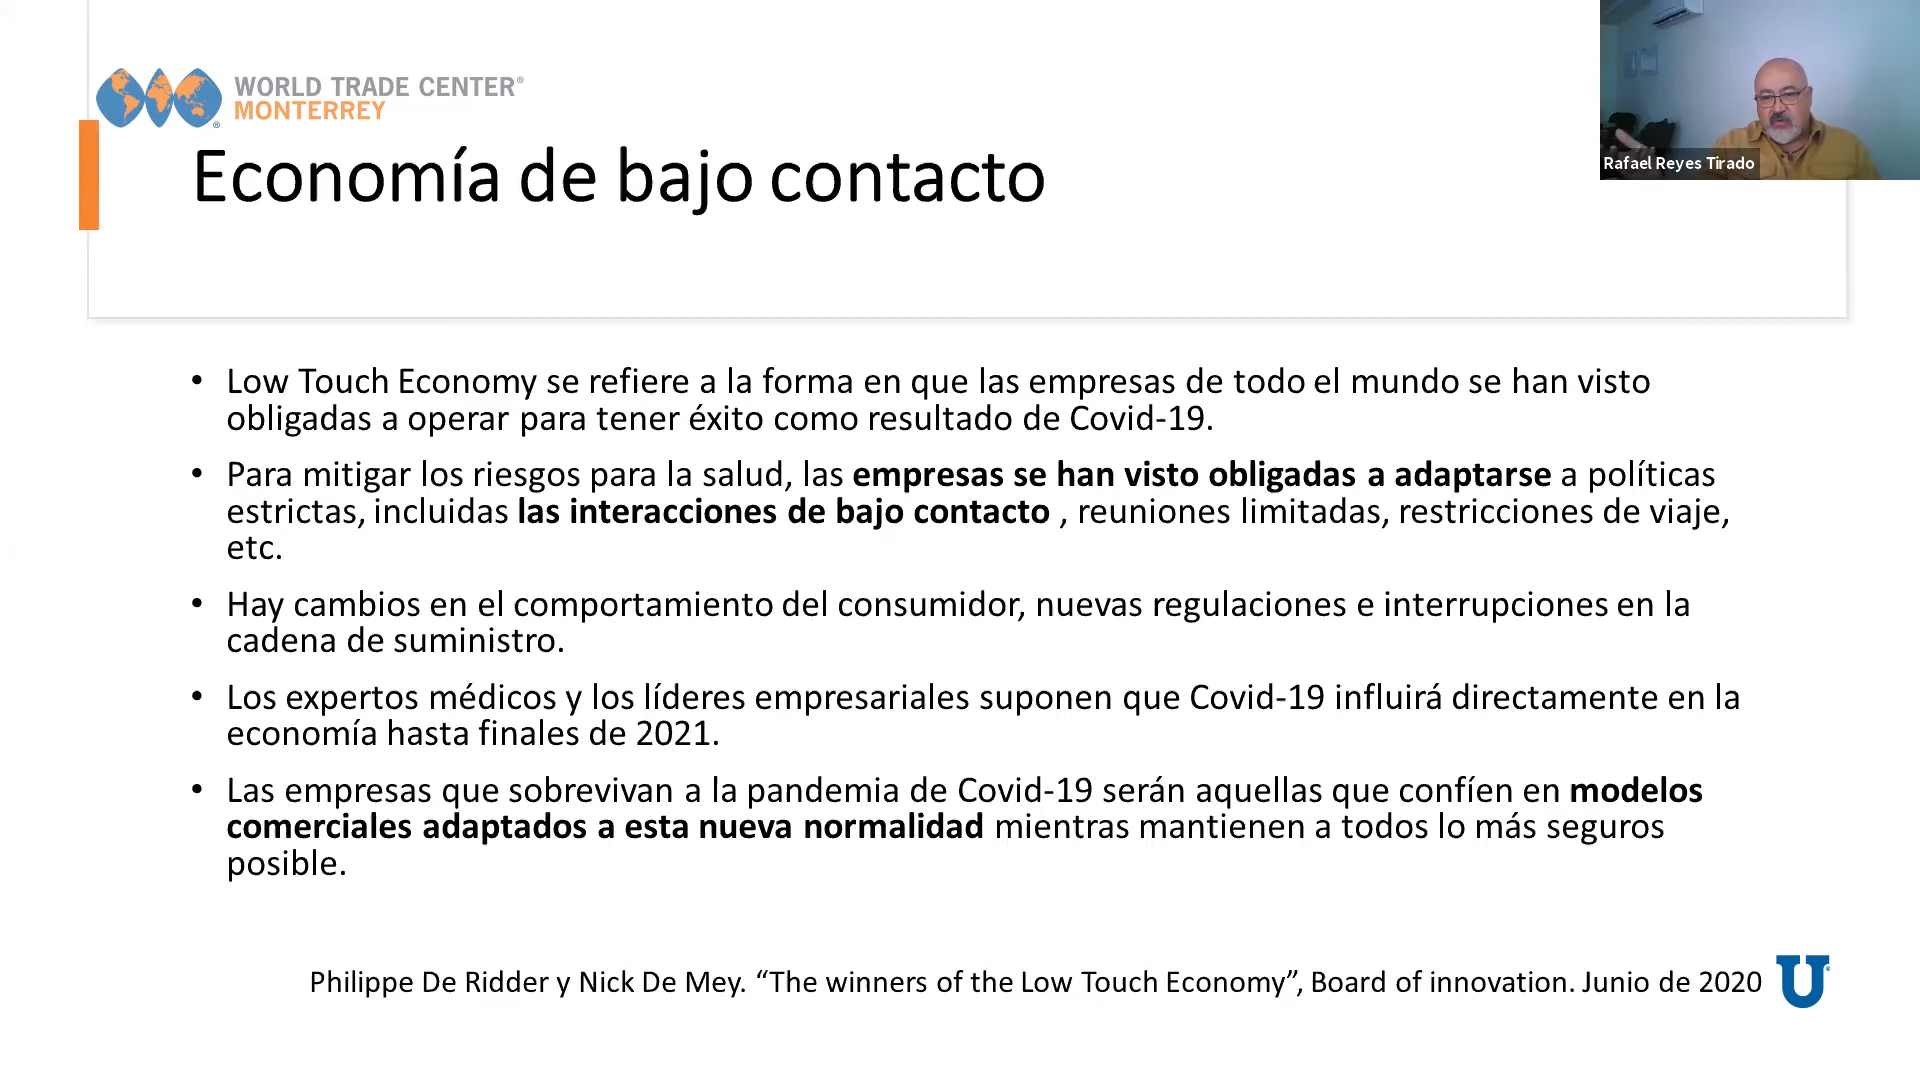 WORLD TRADE CENTER®
MONTERREY
Rafael Reyes Tirado
Economía de bajo contacto
• Low Touch Economy se refiere a la forma en que las empresas de todo el mundo se han visto
obligadas a operar para tener éxito como resultado de Covid-19.
• Para mitigar los riesgos para la salud, las empresas se han visto obligadas a adaptarse a políticas
estrictas, incluidas las interacciones de bajo contacto , reuniones limitadas, restricciones de viaje,
etc.
• Hay cambios en el comportamiento del consumidor, nuevas regulaciones e interrupciones en la
cadena de suministro.
• Los expertos médicos y los líderes empresariales suponen que Covid-19 influirá directamente en la
economía hasta finales de 2021.
• Las empresas que sobrevivan a la pandemia de Covid-19 serán aquellas que confíen en modelos
comerciales adaptados a esta nueva normalidad mientras mantienen a todos lo más seguros
posible.
Philippe De Ridder y Nick De Mey. “The winners of the Low Touch Economy”, Board of innovation. Junio de 2020
U®